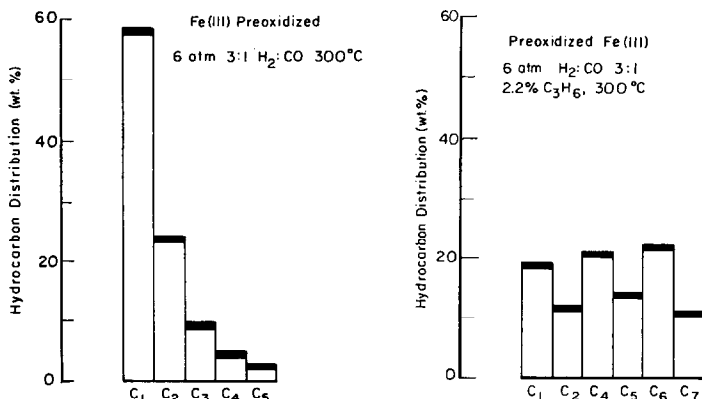 Fe(III) Preoxidized
6 atm 3:1 H₂:CO 300°C
Hydrocarbon Distribution (wt.%)
60
40
20
0
C₁ C₂ C₃ C₄ C₅
Preoxidized Fe(III)
6 atm H₂:CO 3:1
2.2% C₃H₆, 300°C
Hydrocarbon Distribution (wt.%)
60
40
20
0
C₁ C₂ C₄ C₅ C₆ C₇